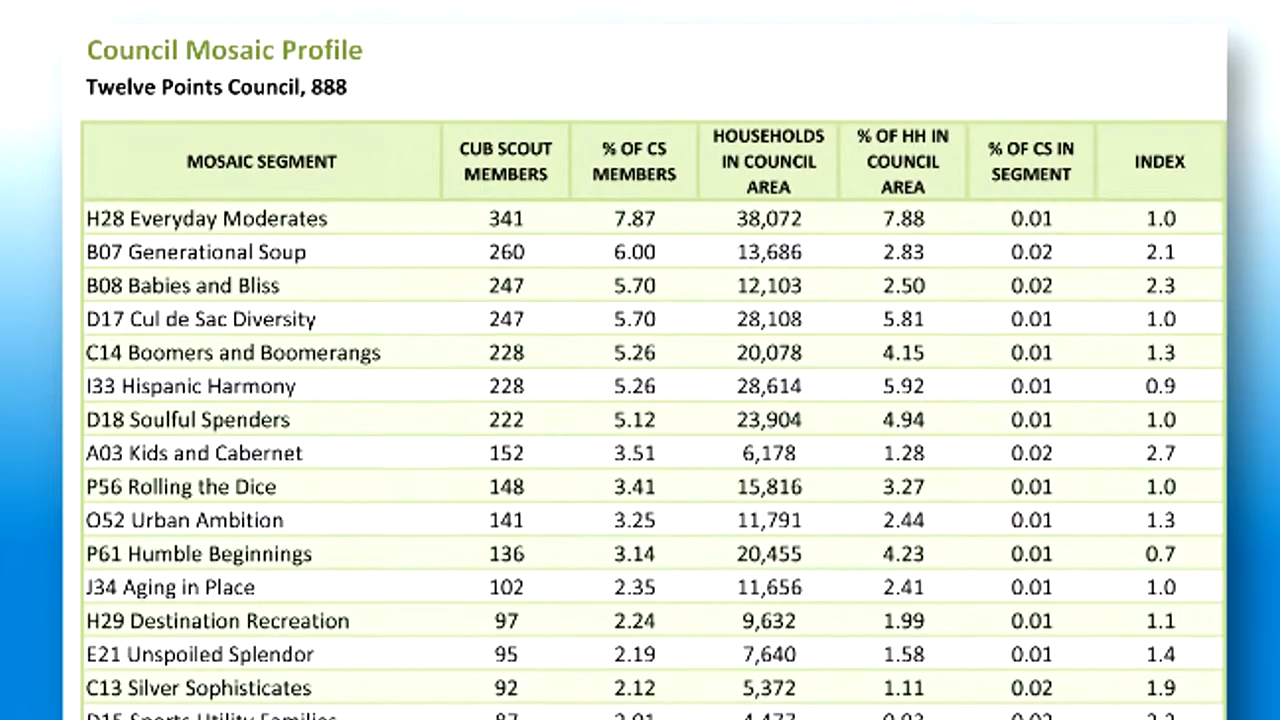 Council Mosaic Profile
Twelve Points Council, 888
MOSAIC SEGMENT CUB SCOUT MEMBERS % OF CS MEMBERS HOUSEHOLDS IN COUNCIL AREA % OF HH IN COUNCIL AREA % OF CS IN SEGMENT INDEX
H28 Everyday Moderates 341 7.87 38,072 7.88 0.01 1.0
B07 Generational Soup 260 6.00 13,686 2.83 0.02 2.1
B08 Babies and Bliss 247 5.70 12,103 2.50 0.02 2.3
D17 Cul de Sac Diversity 247 5.70 28,108 5.81 0.01 1.0
C14 Boomers and Boomerangs 228 5.26 20,078 4.15 0.01 1.3
I33 Hispanic Harmony 228 5.26 28,614 5.92 0.01 0.9
D18 Soulful Spenders 222 5.12 23,904 4.94 0.01 1.0
A03 Kids and Cabernet 152 3.51 6,178 1.28 0.02 2.7
P56 Rolling the Dice 148 3.41 15,816 3.27 0.01 1.0
O52 Urban Ambition 141 3.25 11,791 2.44 0.01 1.3
P61 Humble Beginnings 136 3.14 20,455 4.23 0.01 0.7
J34 Aging in Place 102 2.35 11,656 2.41 0.01 1.0
H29 Destination Recreation 97 2.24 9,632 1.99 0.01 1.1
E21 Unspoiled Splendor 95 2.19 7,640 1.58 0.01 1.4
C13 Silver Sophisticates 92 2.12 5,372 1.11 0.02 1.9
D15 Sports Utility Families